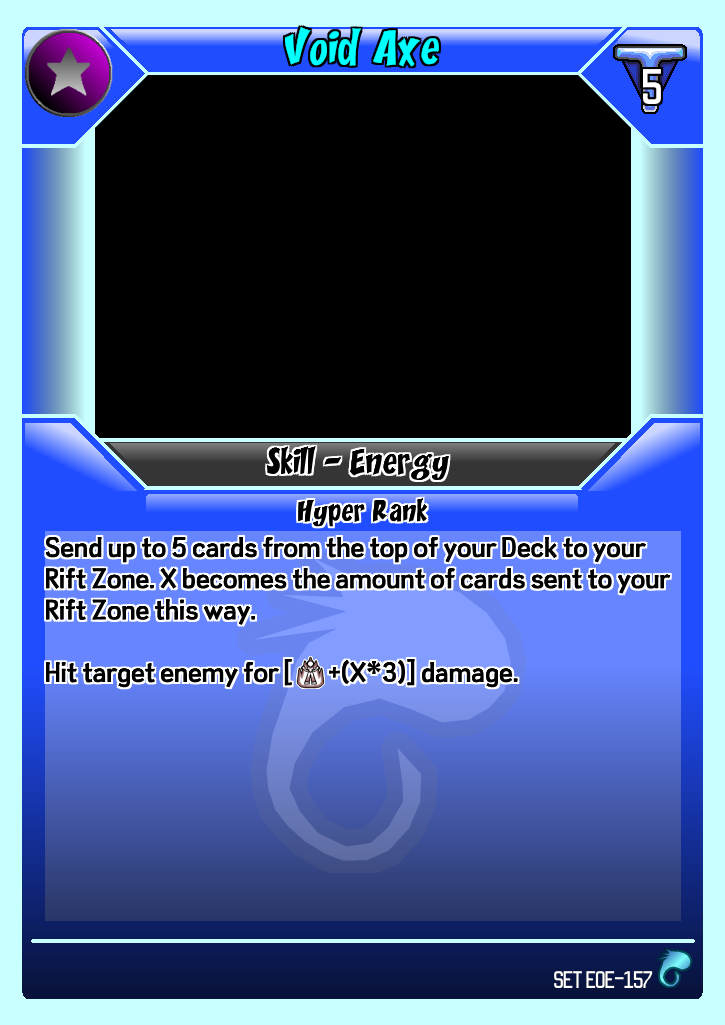 Void Axe
5
Skill - Energy
Hyper Rank
Send up to 5 cards from the top of your Deck to your
Rift Zone. X becomes the amount of cards sent to your
Rift Zone this way.
Hit target enemy for [ +(X*3)] damage.
SET EOE-157